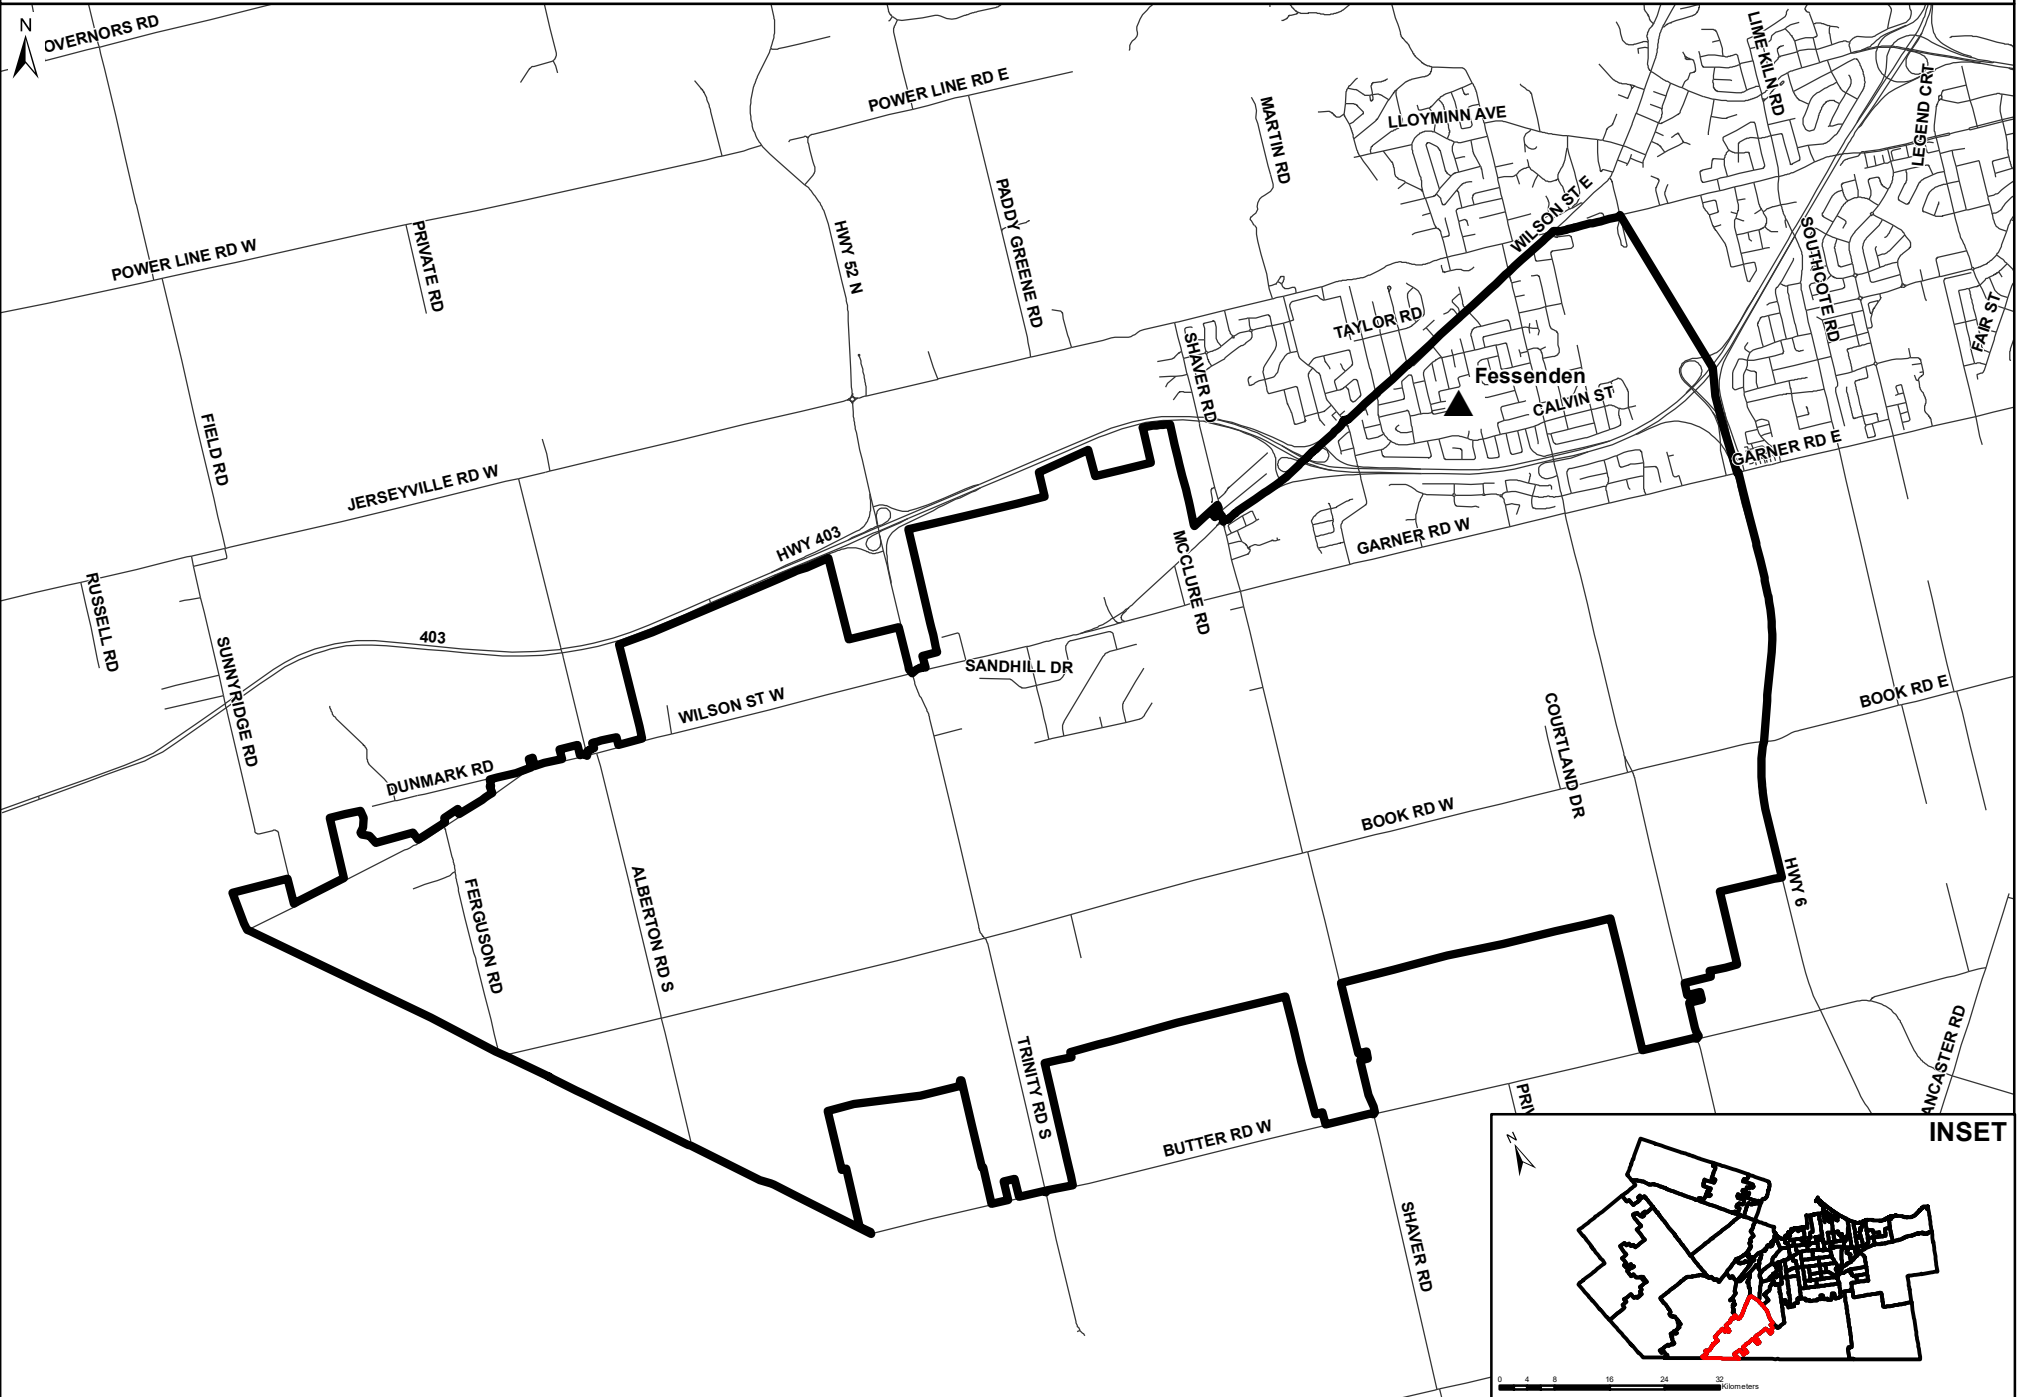 N
OVERNORS RD
POWER LINE RD E
LIME KILN RD
LEGEND CRT
LLOYMINN AVE
MARTIN RD
WILSON ST E
PADDY GREENE RD
HWY 52 N
PRIVATE RD
POWER LINE RD W
SOUTHCOTE RD
FAIR ST
TAYLOR RD
SHAVER RD
Fessenden
CALVIN ST
GARNER RD E
FIELD RD
JERSEYVILLE RD W
HWY 403
GARNER RD W
MCCLURE RD
RUSSELL RD
403
SUNNYRIDGE RD
SANDHILL DR
WILSON ST W
BOOK RD E
COURTLAND DR
DUNMARK RD
BOOK RD W
HWY 6
FERGUSON RD
ALBERTON RD S
TRINITY RD S
BUTTER RD W
PRIV
ANCASTER RD
SHAVER RD
INSET
N
0 4 8 16 24 32
Kilometers